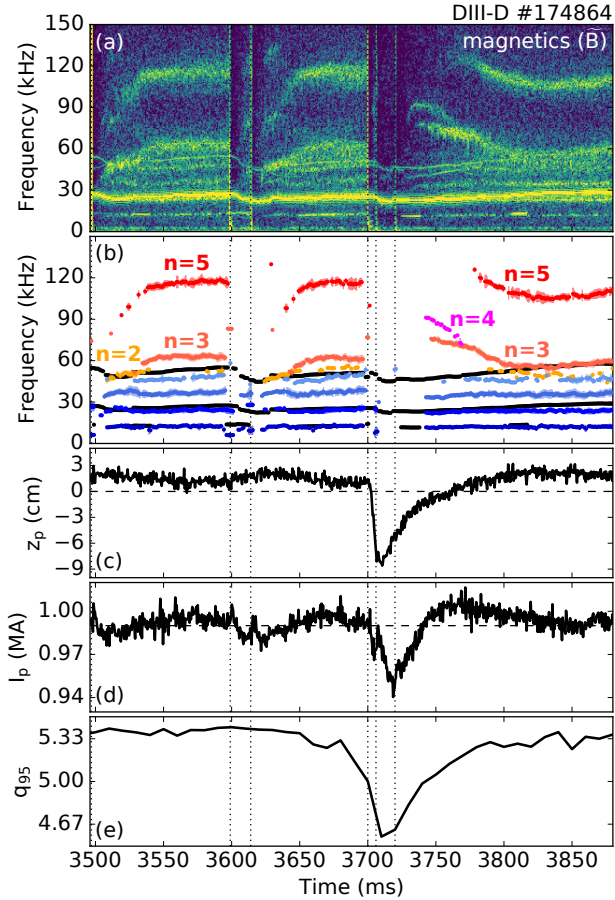 DIII-D #174864
150
(a)
magnetics (B̃)
120
90
60
30
0
Frequency (kHz)
(b)
120
n=5
n=5
n=4
90
n=2
n=3
n=3
60
30
0
Frequency (kHz)
3
0
−3
−6
−9
z_p (cm)
(c)
1.00
0.97
0.94
I_p (MA)
(d)
5.33
5.00
4.67
q_95
(e)
3500 3550 3600 3650 3700 3750 3800 3850
Time (ms)